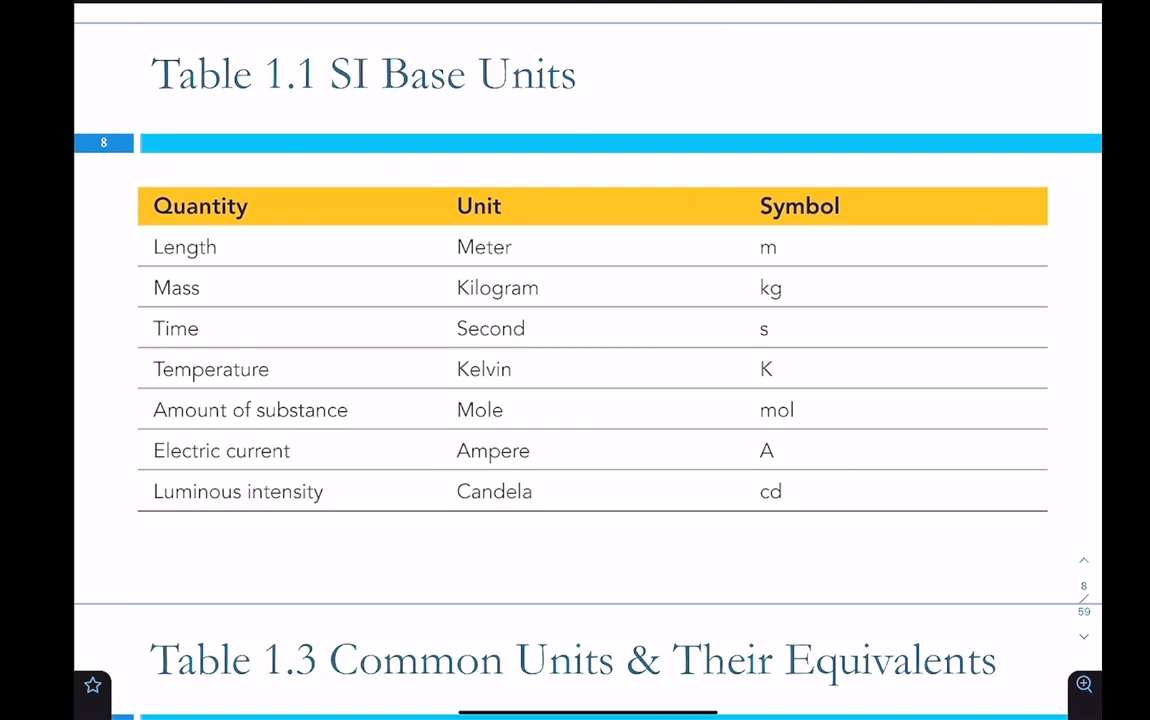 Table 1.1 SI Base Units
8
Quantity Unit Symbol
Length Meter m
Mass Kilogram kg
Time Second s
Temperature Kelvin K
Amount of substance Mole mol
Electric current Ampere A
Luminous intensity Candela cd
8
/
59
Table 1.3 Common Units & Their Equivalents